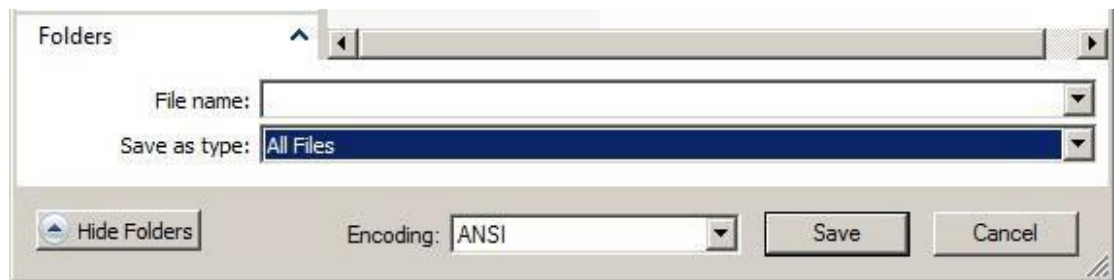 Folders
File name:
Save as type: All Files
Hide Folders Encoding: ANSI Save Cancel